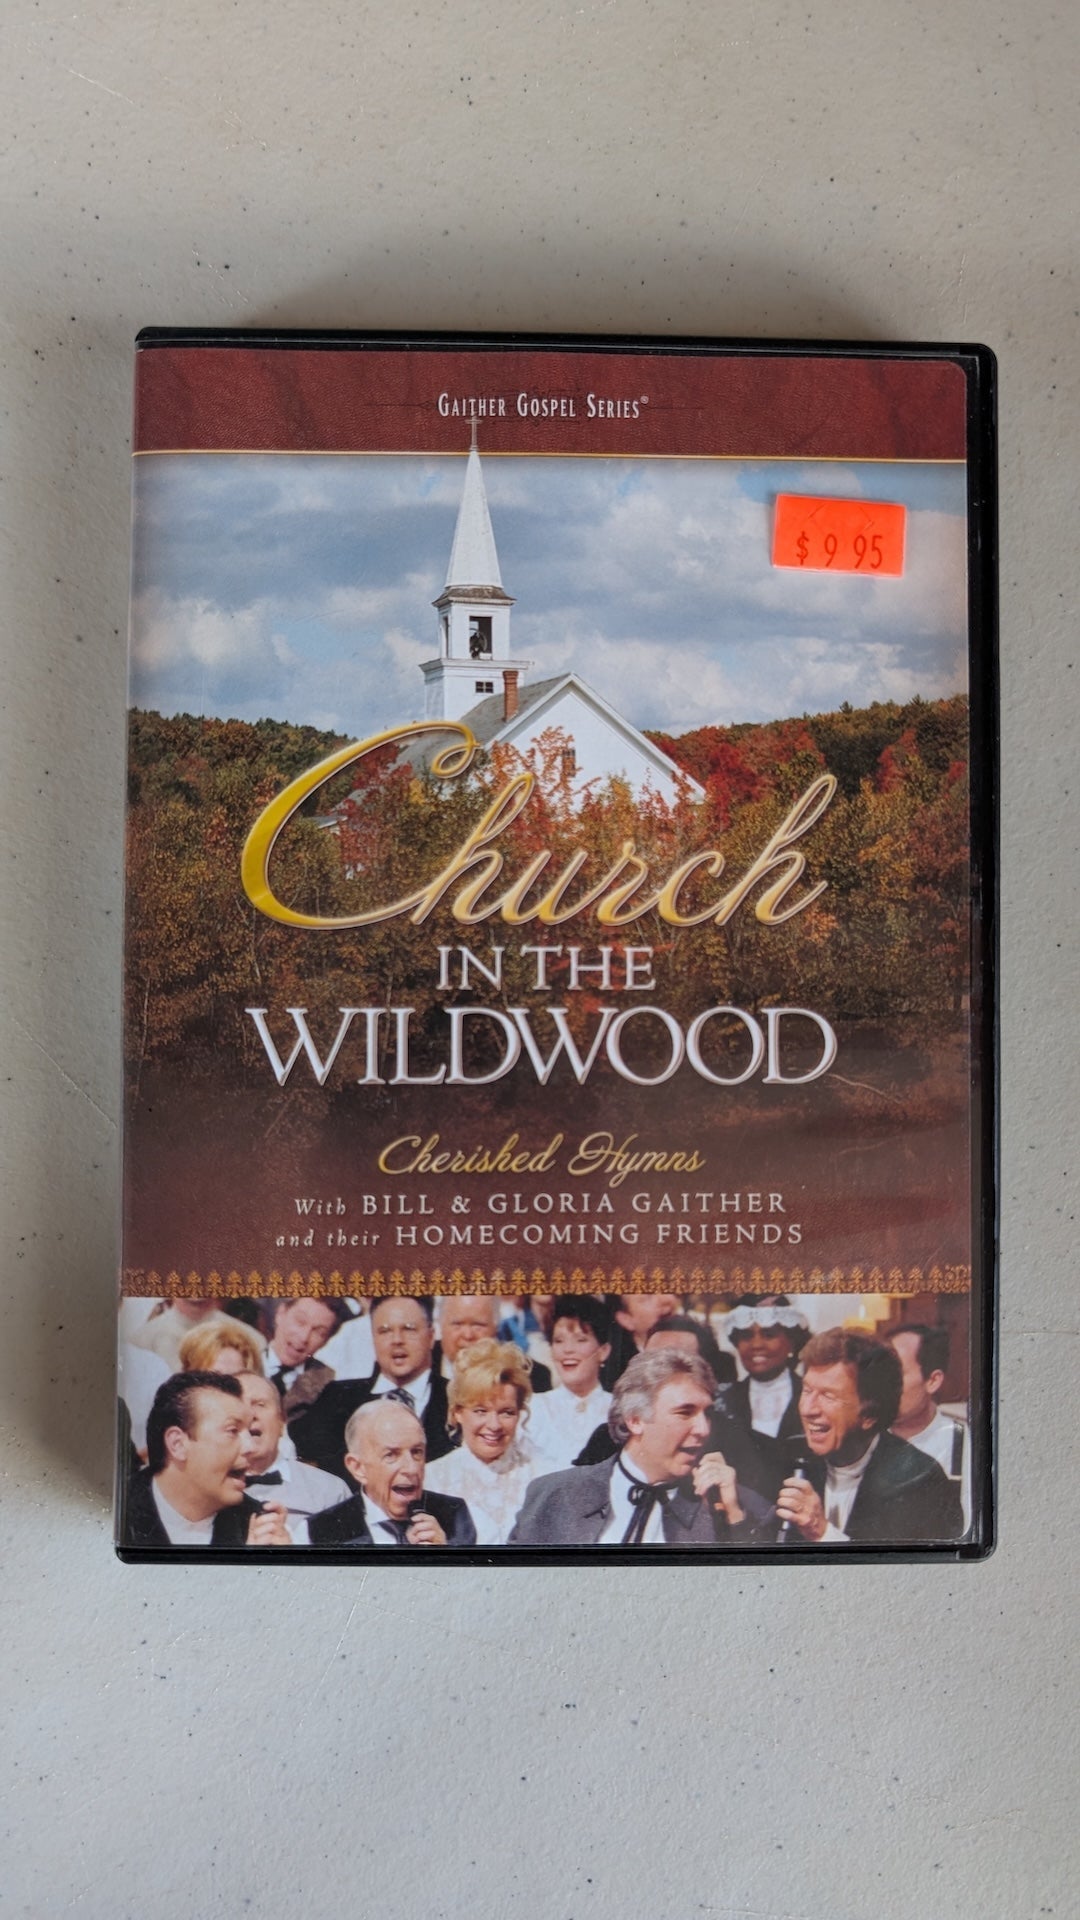 GAITHER GOSPEL SERIES®
$ 9 95
Church
IN THE
WILDWOOD
Cherished Hymns
With BILL & GLORIA GAITHER
and their HOMECOMING FRIENDS